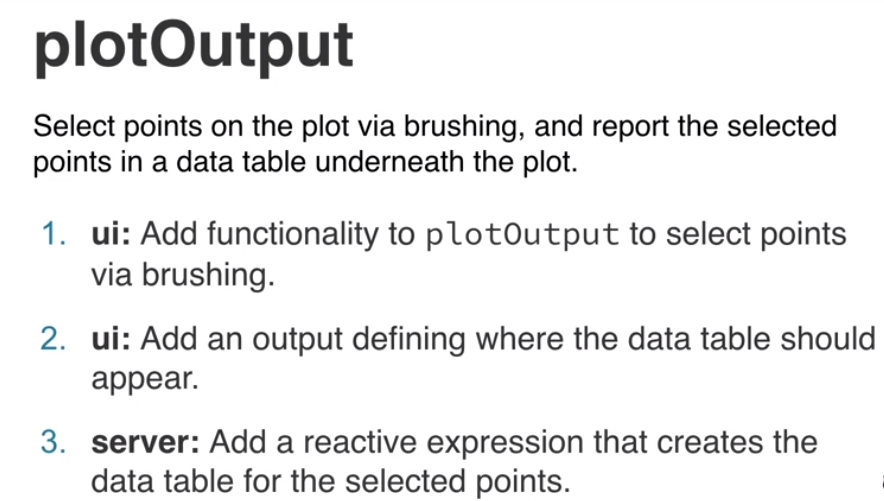 plotOutput
Select points on the plot via brushing, and report the selected
points in a data table underneath the plot.
1. ui: Add functionality to plotOutput to select points
via brushing.
2. ui: Add an output defining where the data table should
appear.
3. server: Add a reactive expression that creates the
data table for the selected points.